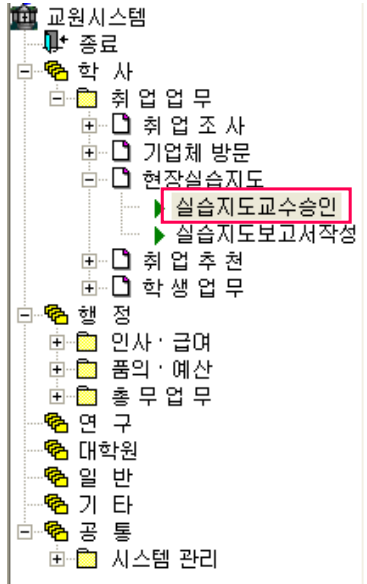 교원시스템
종료
학 사
취 업 업 무
취 업 조 사
기업체 방문
현장실습지도
실습지도교수승인
실습지도보고서작성
취 업 추 천
학 생 업 무
행 정
인사ㆍ급여
품의ㆍ예산
총 무 업 무
연 구
대학원
일 반
기 타
공 통
시스템 관리